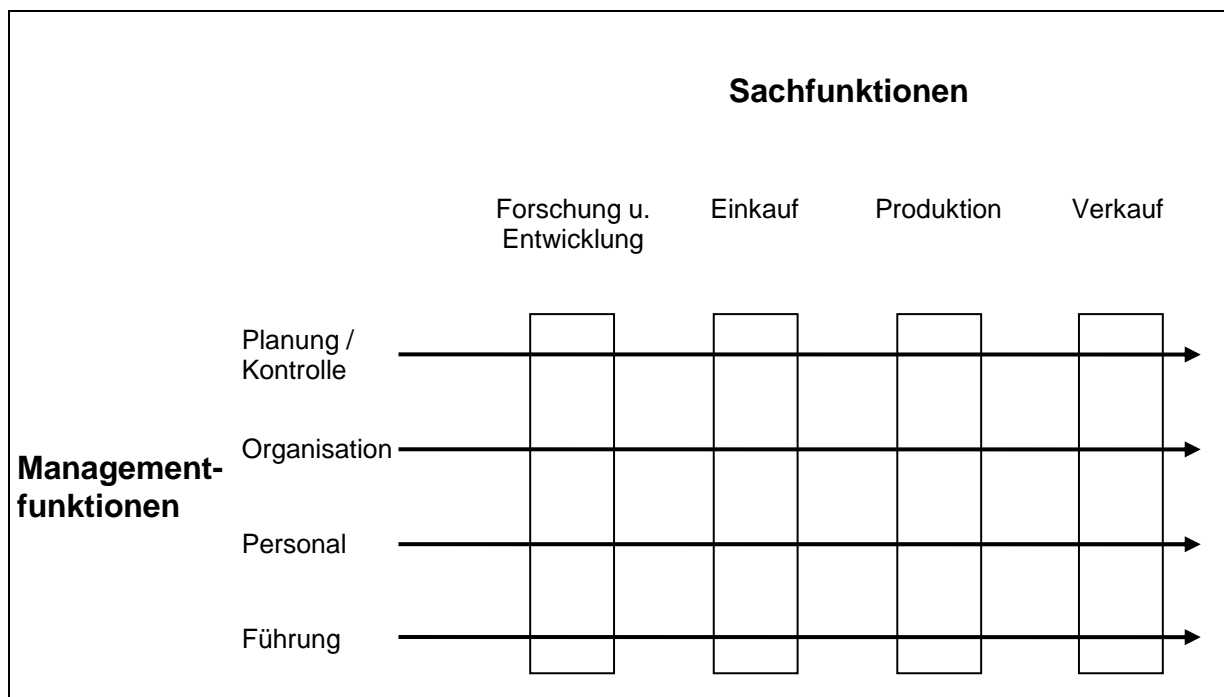 Sachfunktionen
Forschung u.
Entwicklung
Einkauf
Produktion
Verkauf
Planung /
Kontrolle
Organisation
Management-
funktionen
Personal
Führung